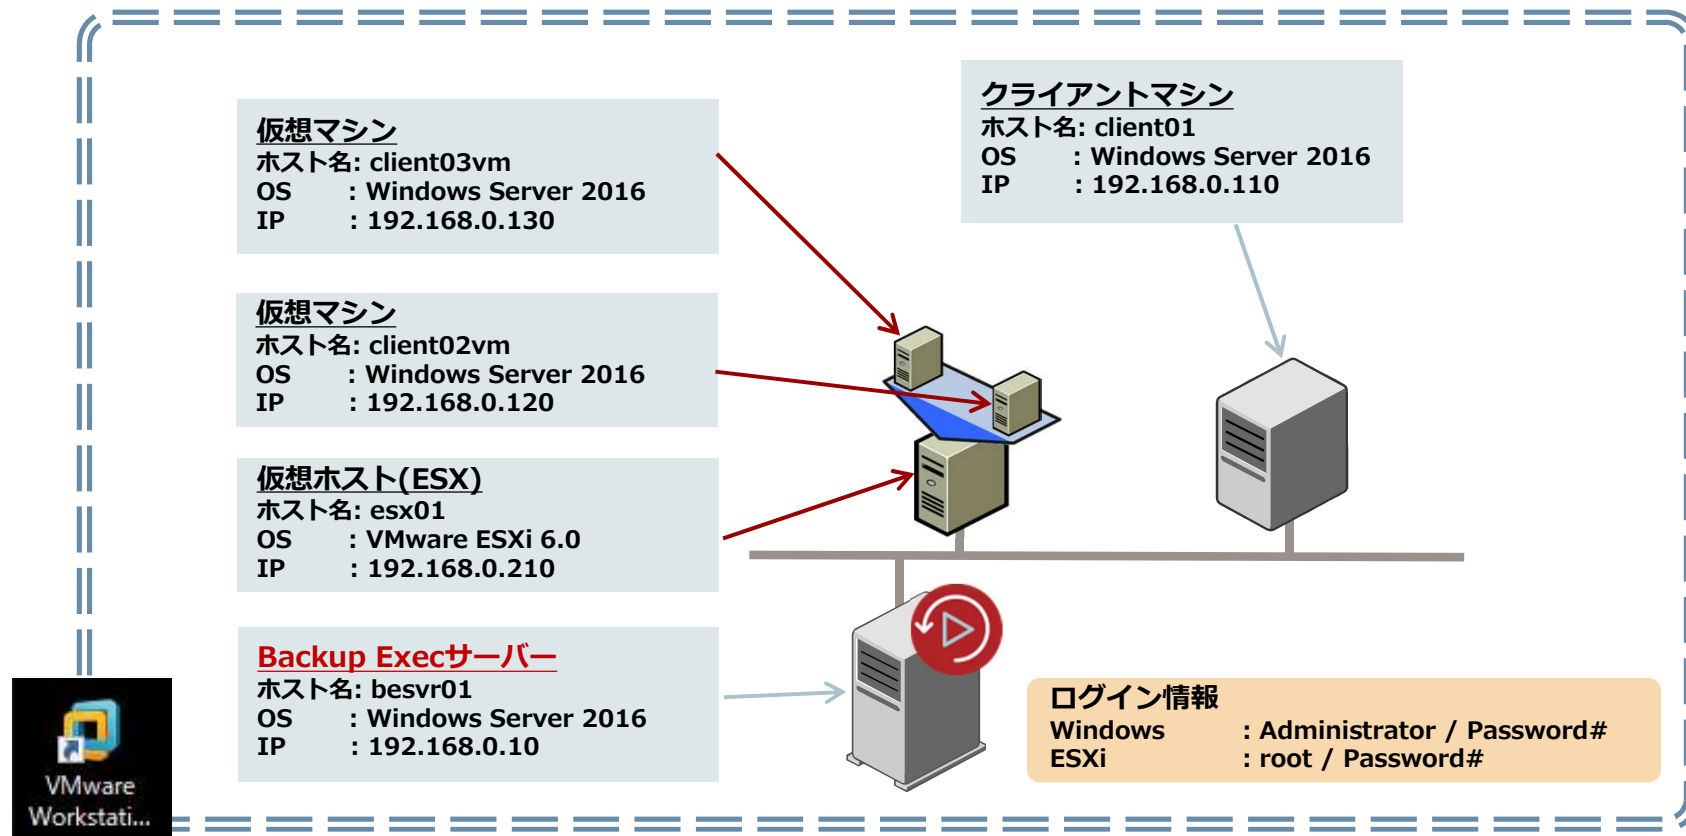 仮想マシン
ホスト名: client03vm
OS : Windows Server 2016
IP : 192.168.0.130
クライアントマシン
ホスト名: client01
OS : Windows Server 2016
IP : 192.168.0.110
仮想マシン
ホスト名: client02vm
OS : Windows Server 2016
IP : 192.168.0.120
仮想ホスト(ESX)
ホスト名: esx01
OS : VMware ESXi 6.0
IP : 192.168.0.210
Backup Execサーバー
ホスト名: besvr01
OS : Windows Server 2016
IP : 192.168.0.10
ログイン情報
Windows : Administrator / Password#
ESXi : root / Password#
VMware
Workstati...